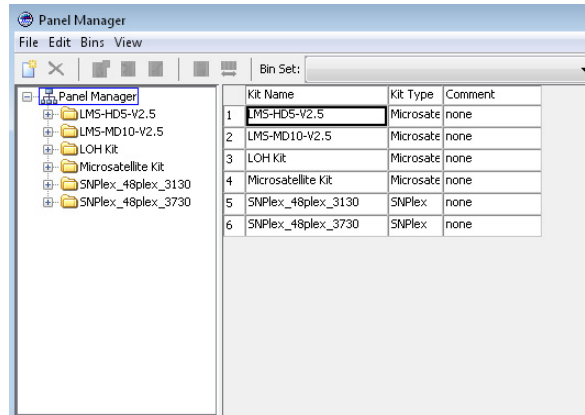 Panel Manager
File Edit Bins View
Bin Set:
Panel Manager
LMS-HD5-V2.5
LMS-MD10-V2.5
LOH Kit
Microsatellite Kit
SNPlex_48plex_3130
SNPlex_48plex_3730
Kit Name Kit Type Comment
1 LMS-HD5-V2.5 Microsate none
2 LMS-MD10-V2.5 Microsate none
3 LOH Kit Microsate none
4 Microsatellite Kit Microsate none
5 SNPlex_48plex_3130 SNPlex none
6 SNPlex_48plex_3730 SNPlex none